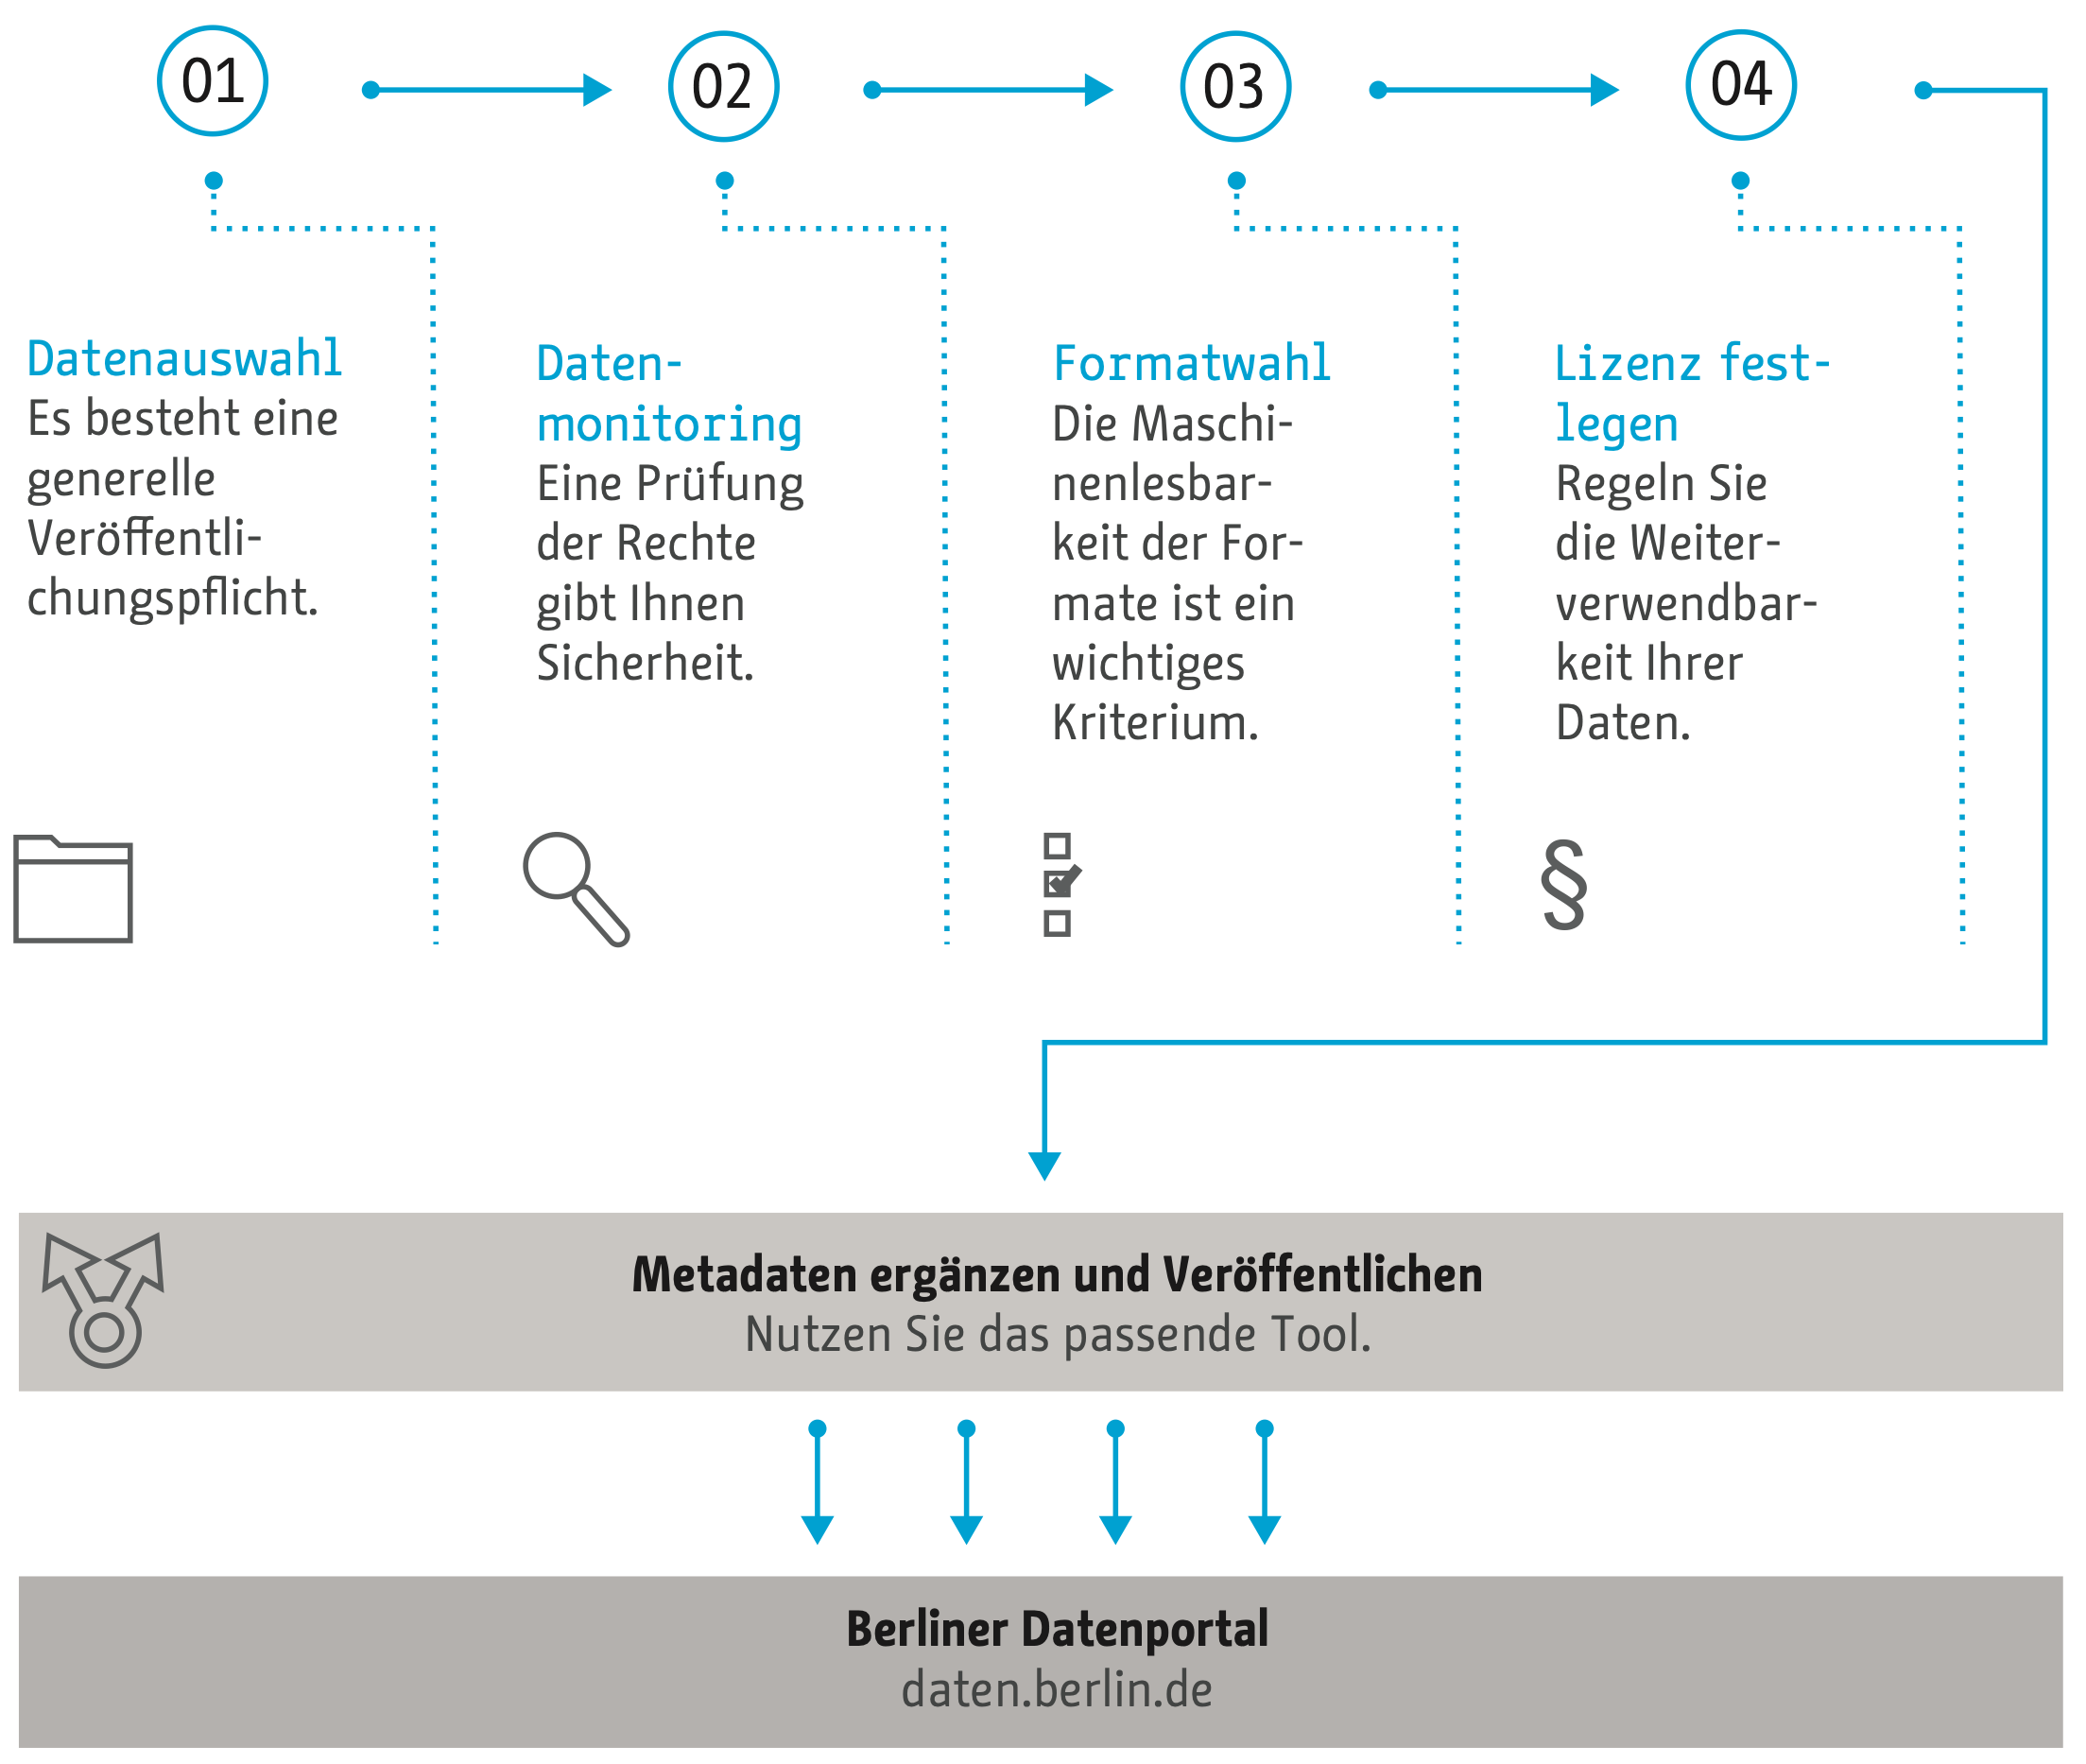 01
02
03
04
Datenauswahl
Es besteht eine
generelle
Veröffentli-
chungspflicht.
Daten-
monitoring
Eine Prüfung
der Rechte
gibt Ihnen
Sicherheit.
Formatwahl
Die Maschi-
nenlesbar-
keit der For-
mate ist ein
wichtiges
Kriterium.
Lizenz fest-
legen
Regeln Sie
die Weiter-
verwendbar-
keit Ihrer
Daten.
§
Metadaten ergänzen und Veröffentlichen
Nutzen Sie das passende Tool.
Berliner Datenportal
daten.berlin.de